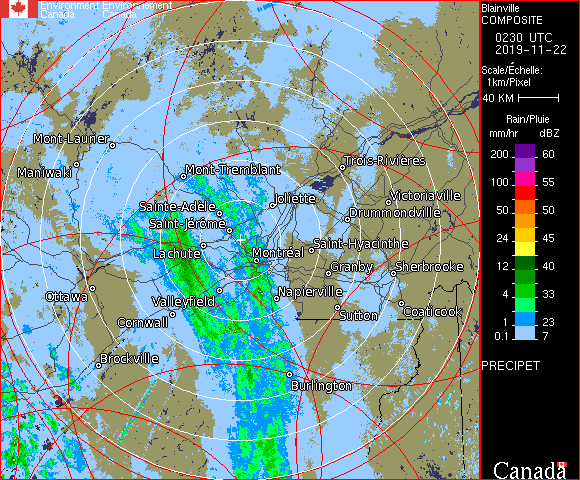 Environment Environnement
Canada Canada
Blainville
COMPOSITE
0230 UTC
2019-11-22
Scale/Échelle:
1km/Pixel
40 KM
Rain/Pluie
mm/hr dBZ
200 60
100 55
50 50
24 45
12 40
4 33
1 23
0.1 7
PRECIPET
Canada
Mont-Laurier
Maniwaki
Mont-Tremblant
Trois-Rivières
Joliette
Victoriaville
Sainte-Adèle
Drummondville
Saint-Jérôme
Lachute
Montréal
Saint-Hyacinthe
Granby
Sherbrooke
Ottawa
Valleyfield
Napierville
Cornwall
Sutton
Coaticook
Brockville
Burlington